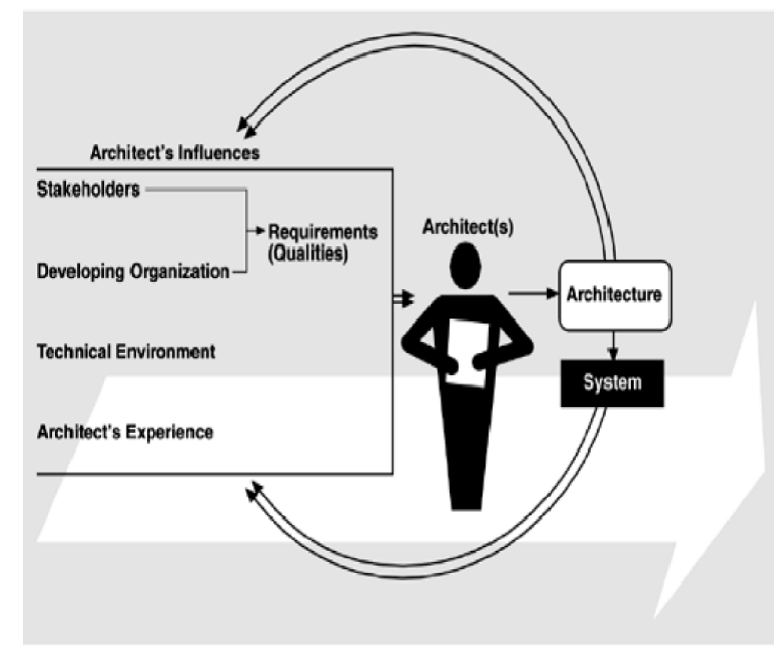 Architect's Influences
Stakeholders
Requirements
(Qualities)
Developing Organization
Technical Environment
Architect's Experience
Architect(s)
Architecture
System